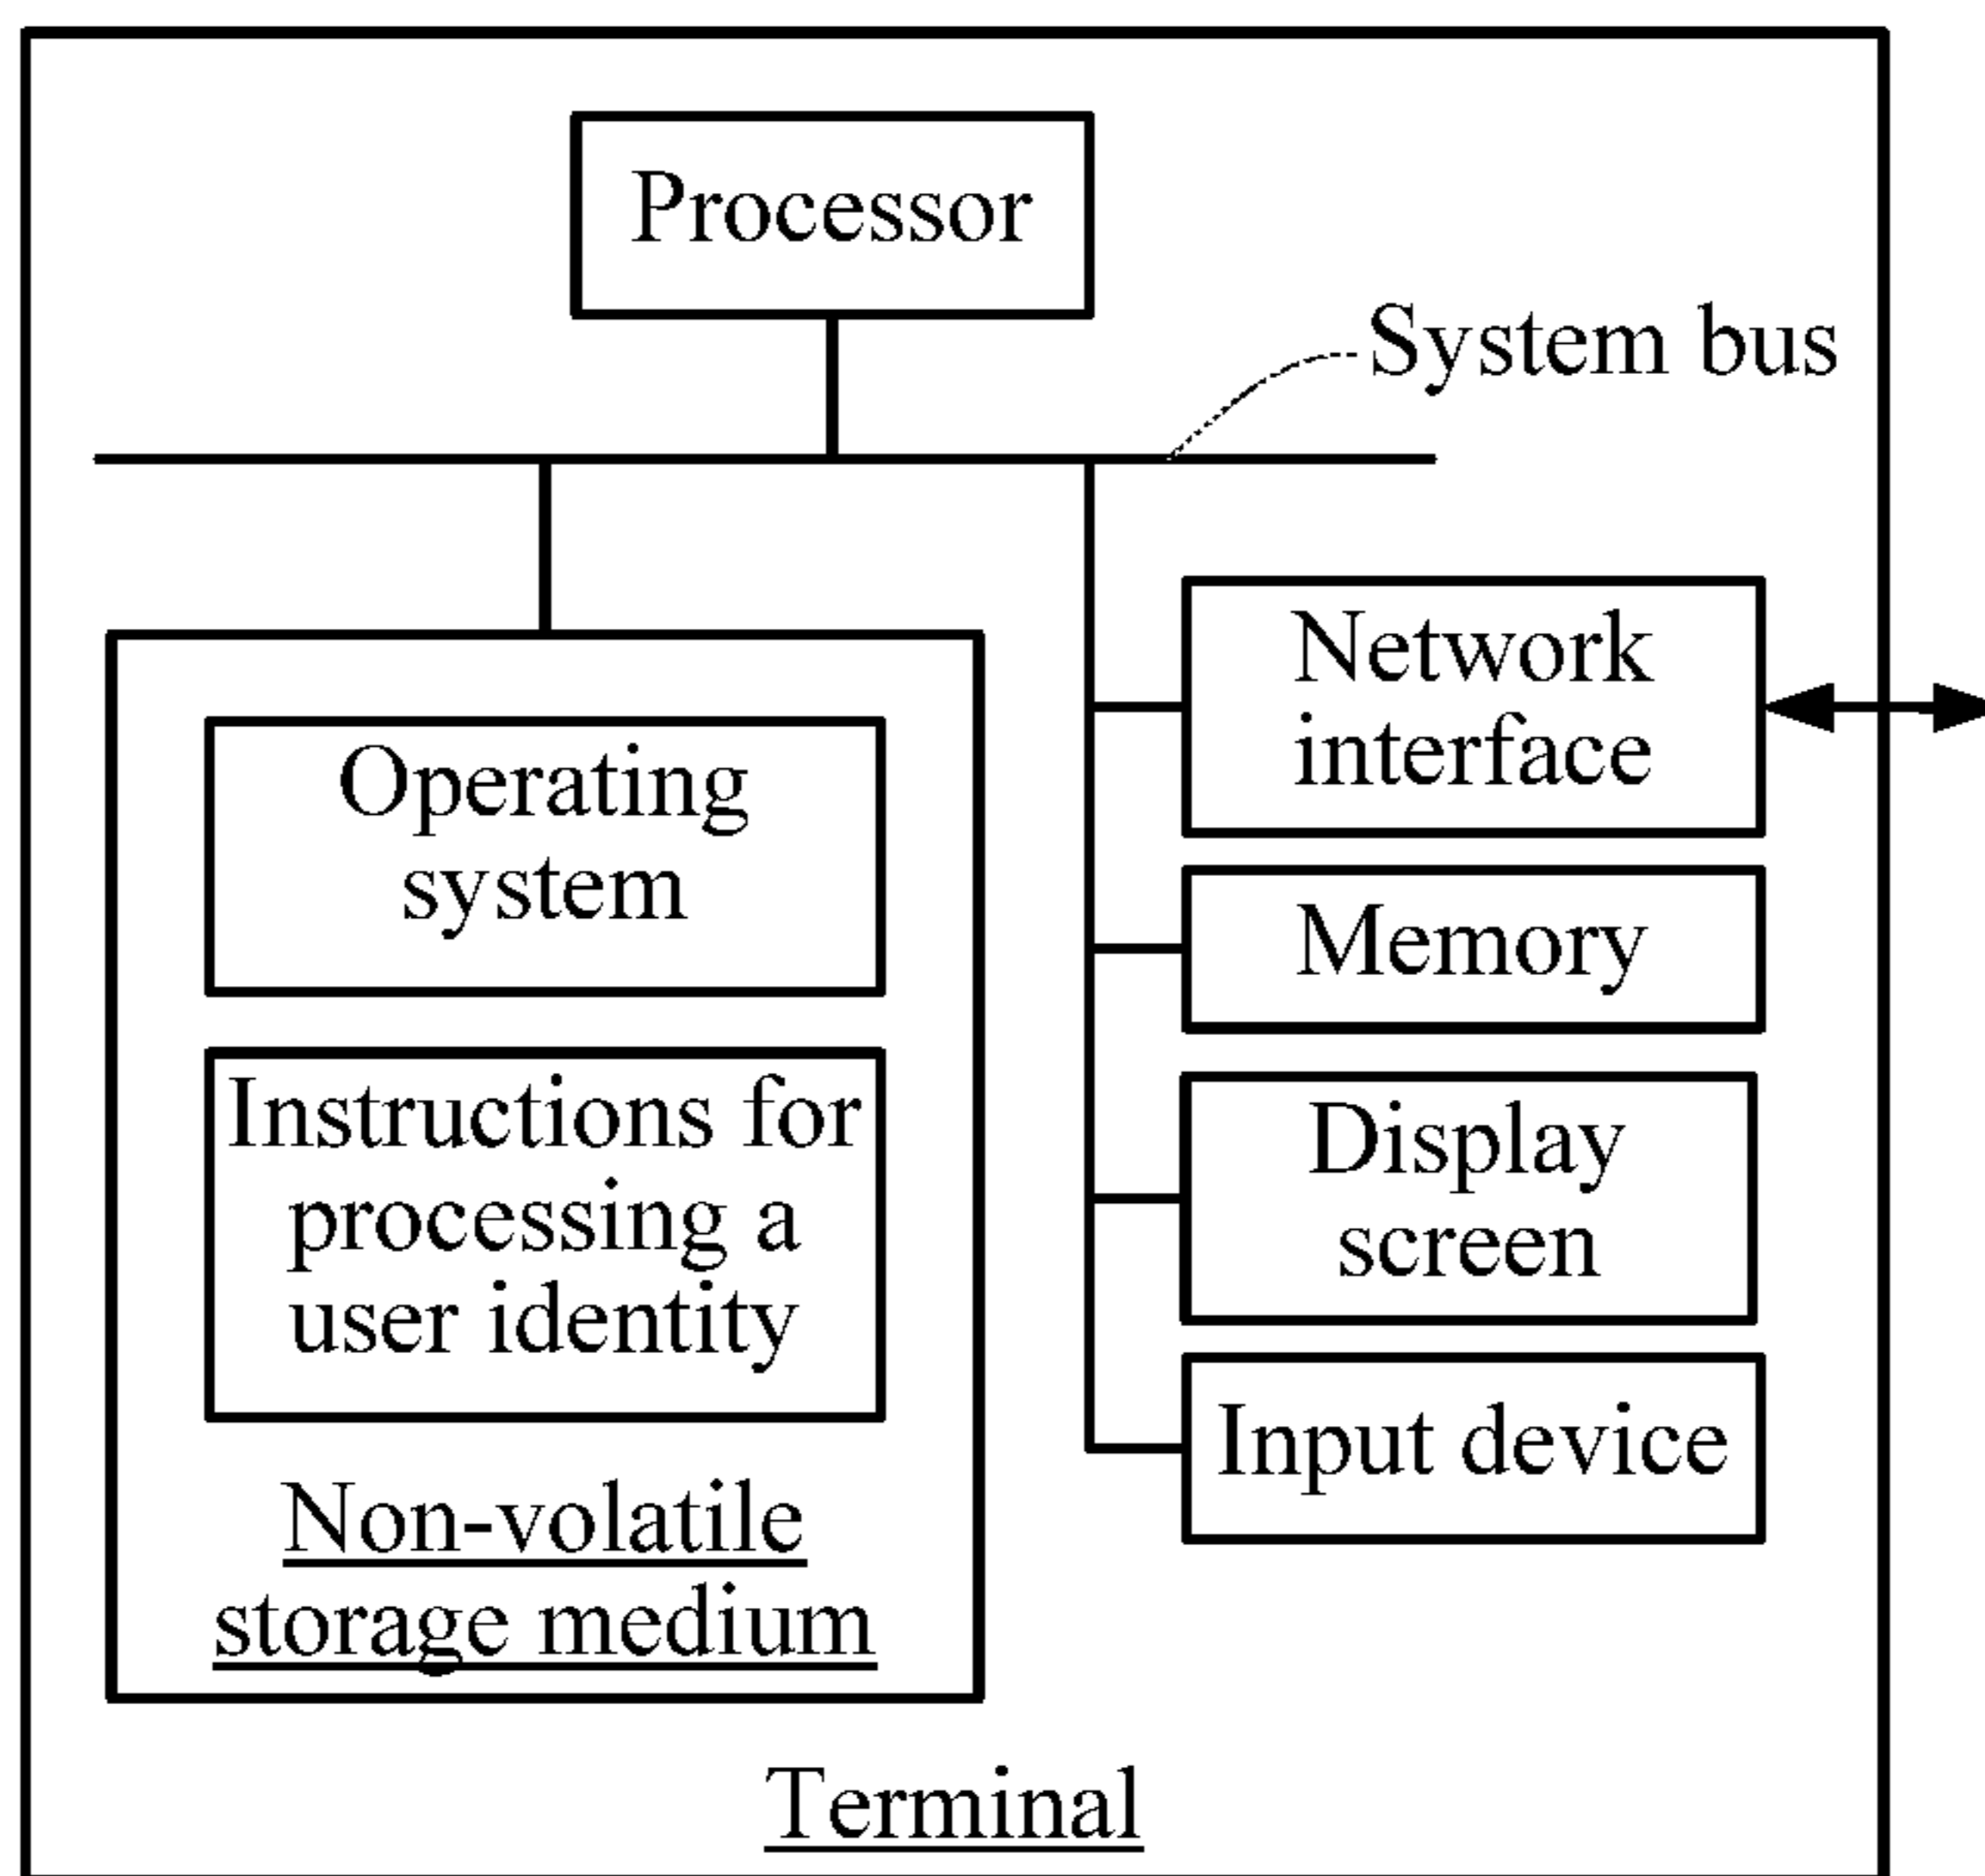 Processor
System bus
Operating
system
Instructions for
processing a
user identity
Non-volatile
storage medium
Network
interface
Memory
Display
screen
Input device
Terminal